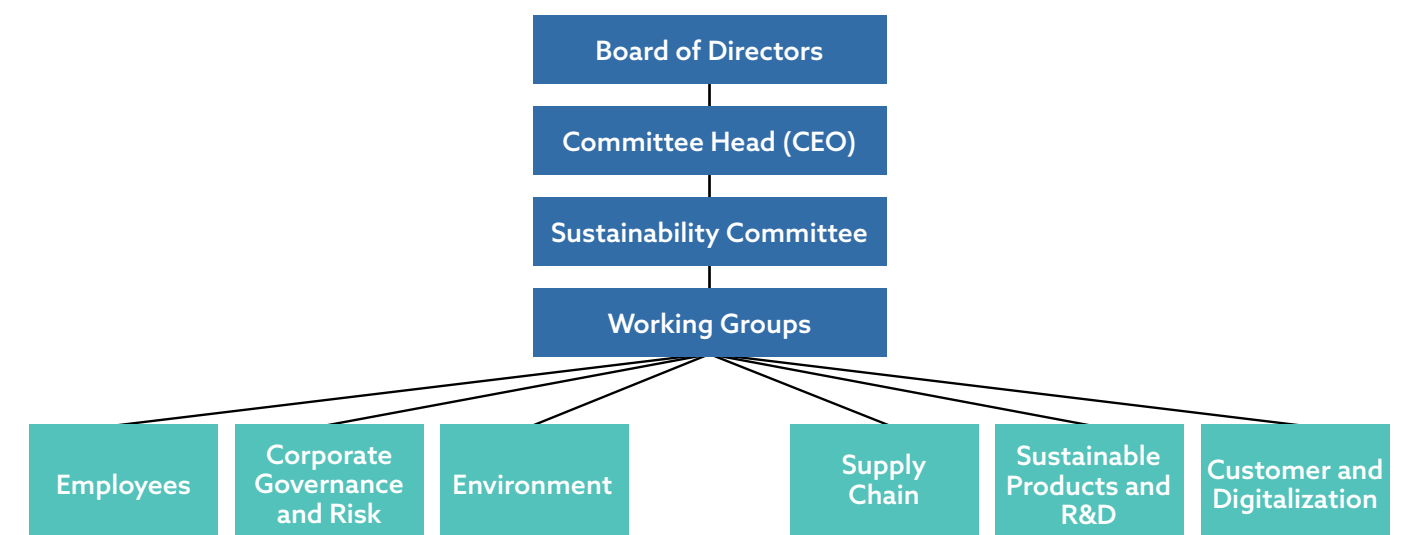 Board of Directors
Committee Head (CEO)
Sustainability Committee
Working Groups
Employees
Corporate
Governance
and Risk
Environment
Supply
Chain
Sustainable
Products and
R&D
Customer and
Digitalization